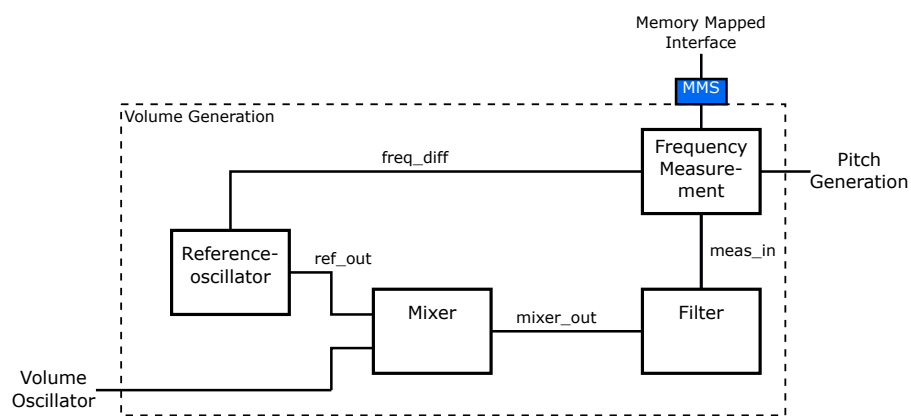 Memory Mapped
Interface
MMS
Volume Generation
Frequency
Measure-
ment
freq_diff
Pitch
Generation
Reference-
oscillator
ref_out
meas_in
Mixer
mixer_out
Filter
Volume
Oscillator